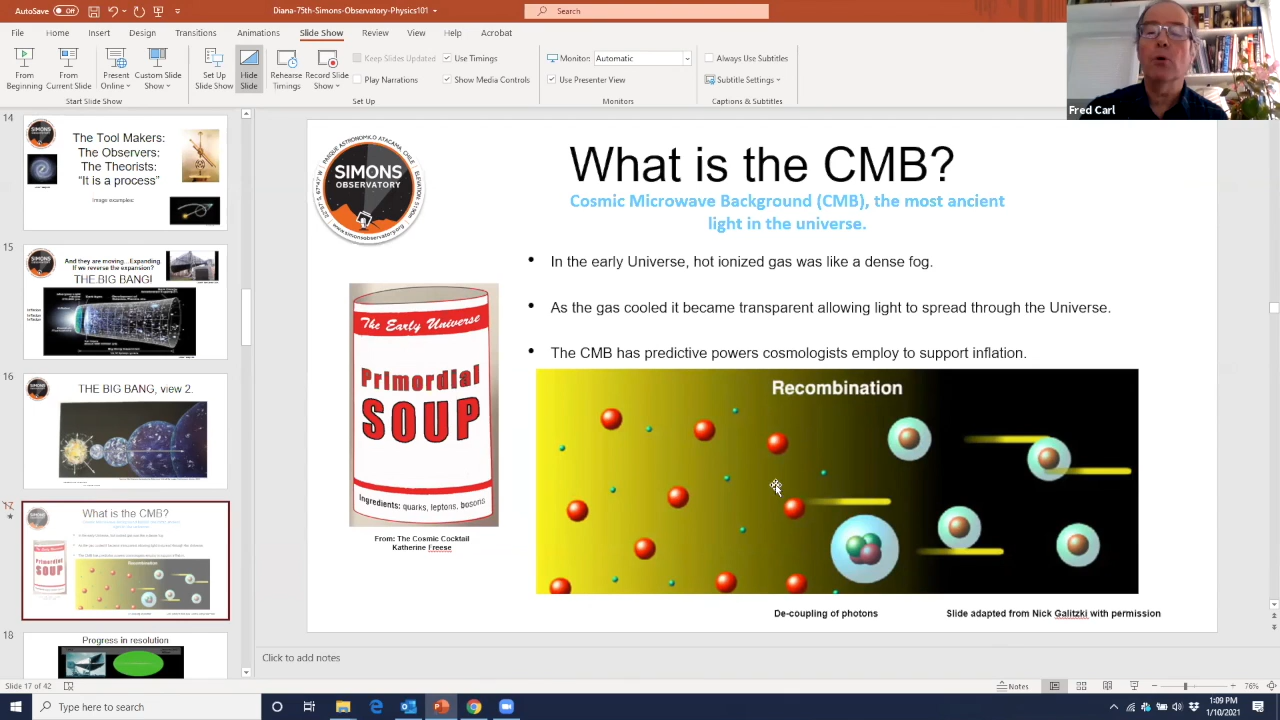 AutoSave Off
Diana-75th-Simons-Observatory-Physics101
Search
File Home Insert Design Transitions Animations Slide Show Review View Help Acrobat
From Beginning
From Current Slide
Present Online
Custom Slide Show
Set Up Slide Show
Hide Slide
Rehearse Timings
Record Slide Show
Keep Slides Updated
Play Narrations
Use Timings
Show Media Controls
Monitor: Automatic
Use Presenter View
Always Use Subtitles
Subtitle Settings
Start Slide Show
Set Up
Monitors
Captions & Subtitles
Fred Carl
14
The Tool Makers:
The Observers:
The Theorists:
"It is a process"
Image examples:
15
And they are moving…Expanding
If we reverse the expansion?
THE BIG BANG!
16
THE BIG BANG, view 2.
17
What is the CMB?
Recombination
18
Progress in resolution
PARQUE ASTRONOMICO ATACAMA, CHILE
SIMONS
OBSERVATORY
www.simonsobservatory.org
What is the CMB?
Cosmic Microwave Background (CMB), the most ancient
light in the universe.
• In the early Universe, hot ionized gas was like a dense fog.
• As the gas cooled it became transparent allowing light to spread through the Universe.
• The CMB has predictive powers cosmologists employ to support inflation.
The Early Universe
Primordial
SOUP
Ingredients: quarks, leptons, bosons
From: The Cosmic Cocktail
Katherine Freese
Recombination
De-coupling of photons
Slide adapted from Nick Galitzki with permission
Click to add notes
Slide 17 of 42
Notes
76%
Type here to search
1:09 PM
1/10/2021